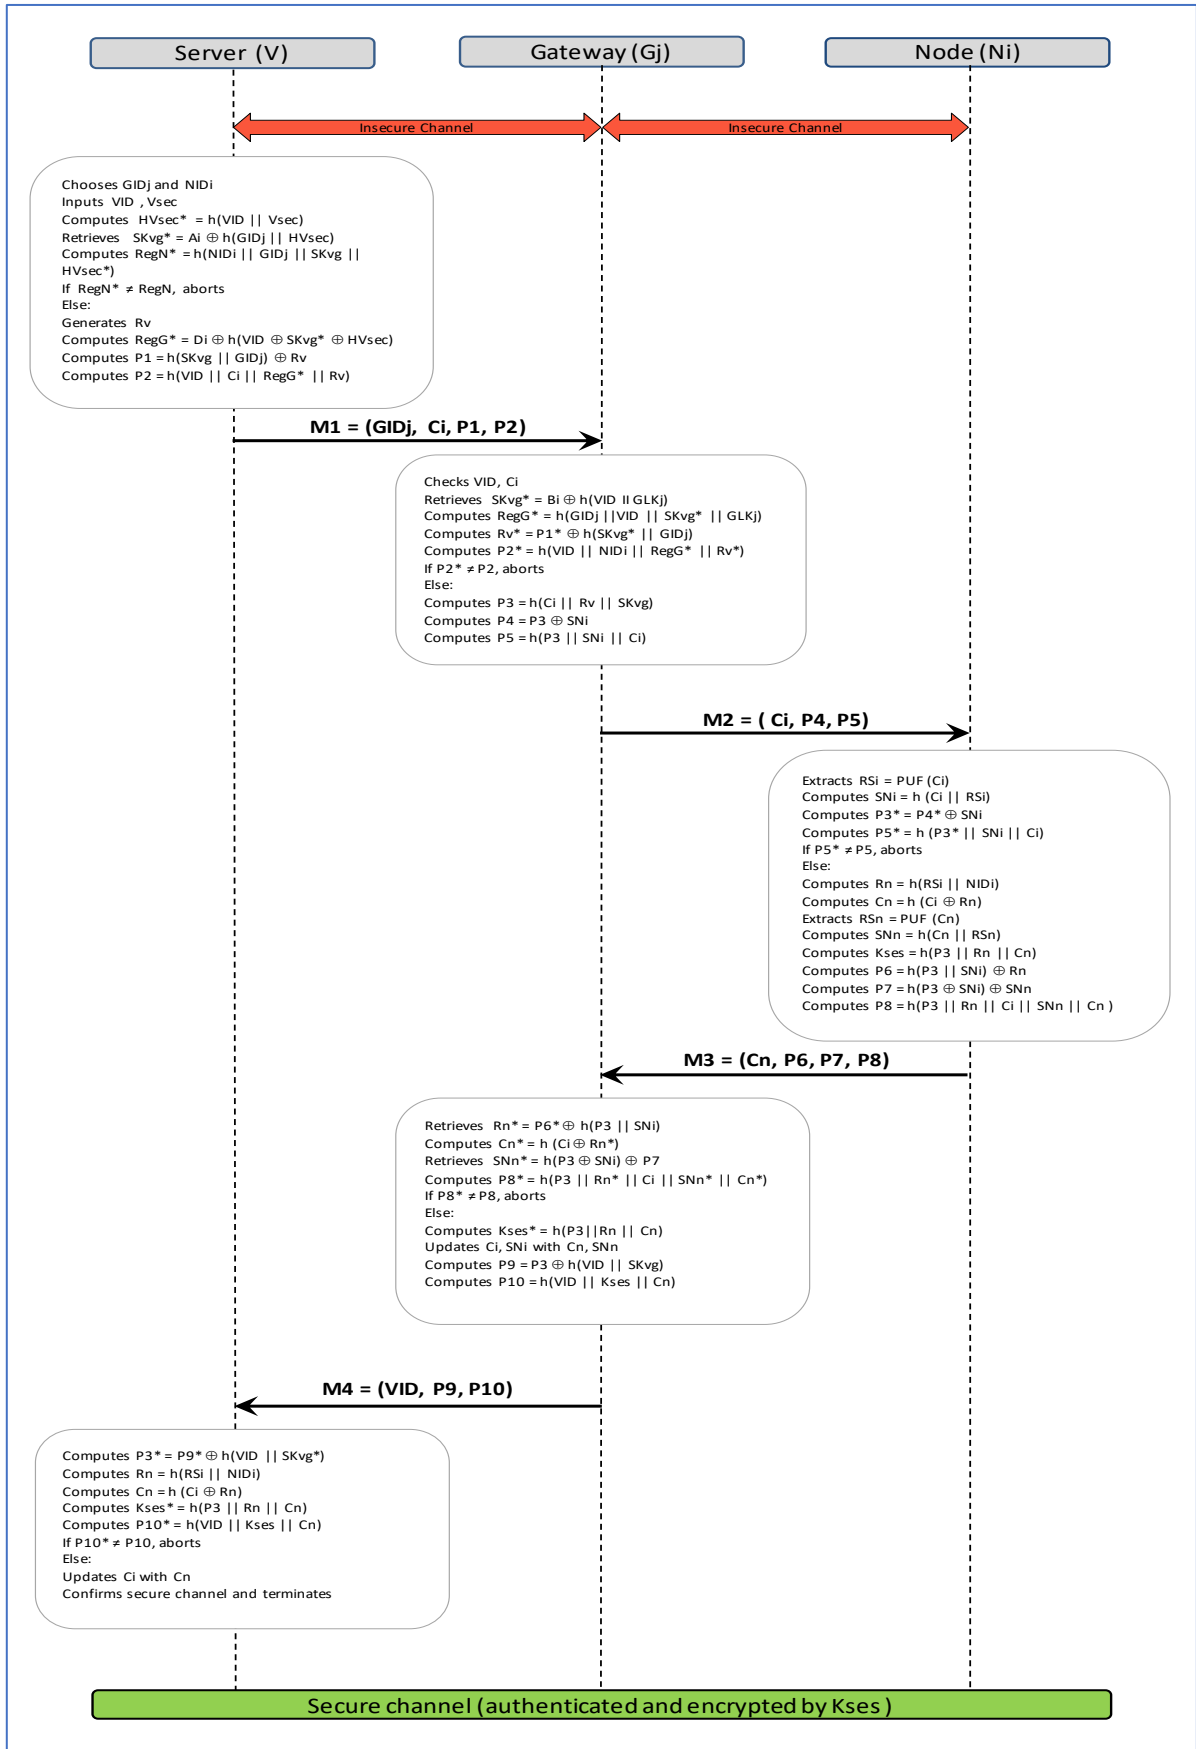 Server (V)
Gateway (Gj)
Node (Ni)
Insecure Channel
Insecure Channel
Chooses GIDj and NIDi
Inputs VID , Vsec
Computes HVsec* = h(VID || Vsec)
Retrieves SKvg* = Ai ⊕ h(GIDj || HVsec)
Computes RegN* = h(NIDi || GIDj || SKvg ||
HVsec*)
If RegN* ≠ RegN, aborts
Else:
Generates Rv
Computes RegG* = Di ⊕ h(VID ⊕ SKvg* ⊕ HVsec)
Computes P1 = h(SKvg || GIDj) ⊕ Rv
Computes P2 = h(VID || Ci || RegG* || Rv)
M1 = (GIDj, Ci, P1, P2)
Checks VID, Ci
Retrieves SKvg* = Bi ⊕ h(VID II GLKj)
Computes RegG* = h(GIDj ||VID || SKvg* || GLKj)
Computes Rv* = P1* ⊕ h(SKvg* || GIDj)
Computes P2* = h(VID || NIDi || RegG* || Rv*)
If P2* ≠ P2, aborts
Else:
Computes P3 = h(Ci || Rv || SKvg)
Computes P4 = P3 ⊕ SNi
Computes P5 = h(P3 || SNi || Ci)
M2 = ( Ci, P4, P5)
Extracts RSi = PUF (Ci)
Computes SNi = h (Ci || RSi)
Computes P3* = P4* ⊕ SNi
Computes P5* = h (P3* || SNi || Ci)
If P5* ≠ P5, aborts
Else:
Computes Rn = h(RSi || NIDi)
Computes Cn = h (Ci ⊕ Rn)
Extracts RSn = PUF (Cn)
Computes SNn = h(Cn || RSn)
Computes Kses = h(P3 || Rn || Cn)
Computes P6 = h(P3 || SNi) ⊕ Rn
Computes P7 = h(P3 ⊕ SNi) ⊕ SNn
Computes P8 = h(P3 || Rn || Ci || SNn || Cn )
M3 = (Cn, P6, P7, P8)
Retrieves Rn* = P6* ⊕ h(P3 || SNi)
Computes Cn* = h (Ci ⊕ Rn*)
Retrieves SNn* = h(P3 ⊕ SNi) ⊕ P7
Computes P8* = h(P3 || Rn* || Ci || SNn* || Cn*)
If P8* ≠ P8, aborts
Else:
Computes Kses* = h(P3||Rn || Cn)
Updates Ci, SNi with Cn, SNn
Computes P9 = P3 ⊕ h(VID || SKvg)
Computes P10 = h(VID || Kses || Cn)
M4 = (VID, P9, P10)
Computes P3* = P9* ⊕ h(VID || SKvg*)
Computes Rn = h(RSi || NIDi)
Computes Cn = h (Ci ⊕ Rn)
Computes Kses* = h(P3 || Rn || Cn)
Computes P10* = h(VID || Kses || Cn)
If P10* ≠ P10, aborts
Else:
Updates Ci with Cn
Confirms secure channel and terminates
Secure channel (authenticated and encrypted by Kses )